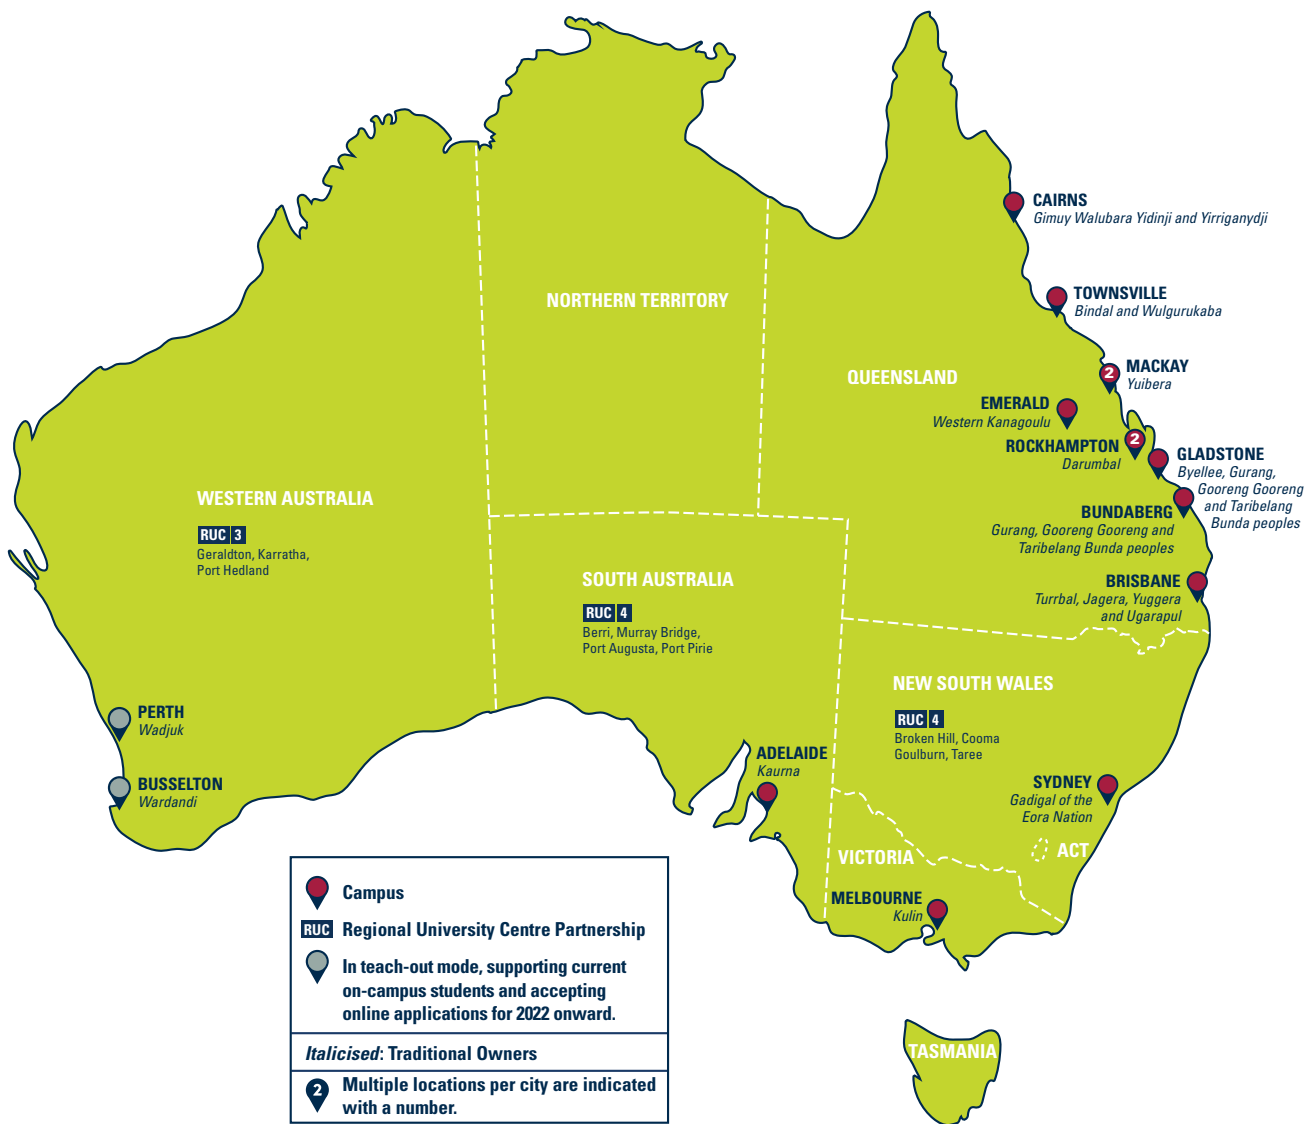 CAIRNS
Gimuy Walubara Yidinji and Yirriganydji
NORTHERN TERRITORY
TOWNSVILLE
Bindal and Wulgurukaba
QUEENSLAND
2
MACKAY
Yuibera
EMERALD
Western Kanagoulu
ROCKHAMPTON
Darumbal
2
GLADSTONE
Byellee, Gurang,
Gooreng Gooreng
and Taribelang
Bunda peoples
BUNDABERG
Gurang, Gooreng Gooreng and
Taribelang Bunda peoples
WESTERN AUSTRALIA
RUC 3
Geraldton, Karratha,
Port Hedland
SOUTH AUSTRALIA
RUC 4
Berri, Murray Bridge,
Port Augusta, Port Pirie
BRISBANE
Turrbal, Jagera, Yuggera
and Ugarapul
NEW SOUTH WALES
RUC 4
Broken Hill, Cooma
Goulburn, Taree
PERTH
Wadjuk
BUSSELTON
Wardandi
ADELAIDE
Kaurna
SYDNEY
Gadigal of the
Eora Nation
ACT
VICTORIA
MELBOURNE
Kulin
TASMANIA
Campus
RUC Regional University Centre Partnership
In teach-out mode, supporting current
on-campus students and accepting
online applications for 2022 onward.
Italicised: Traditional Owners
2 Multiple locations per city are indicated
with a number.